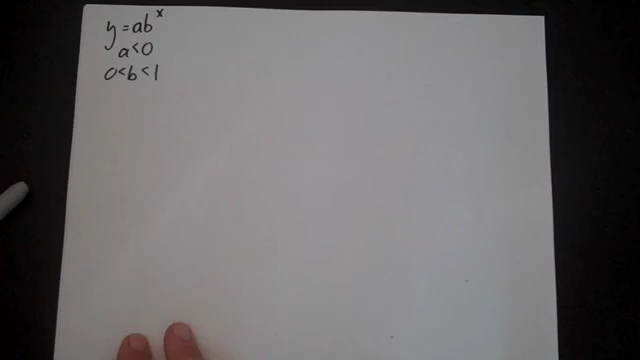 y = ab^x
a < 0
0 < b < 1